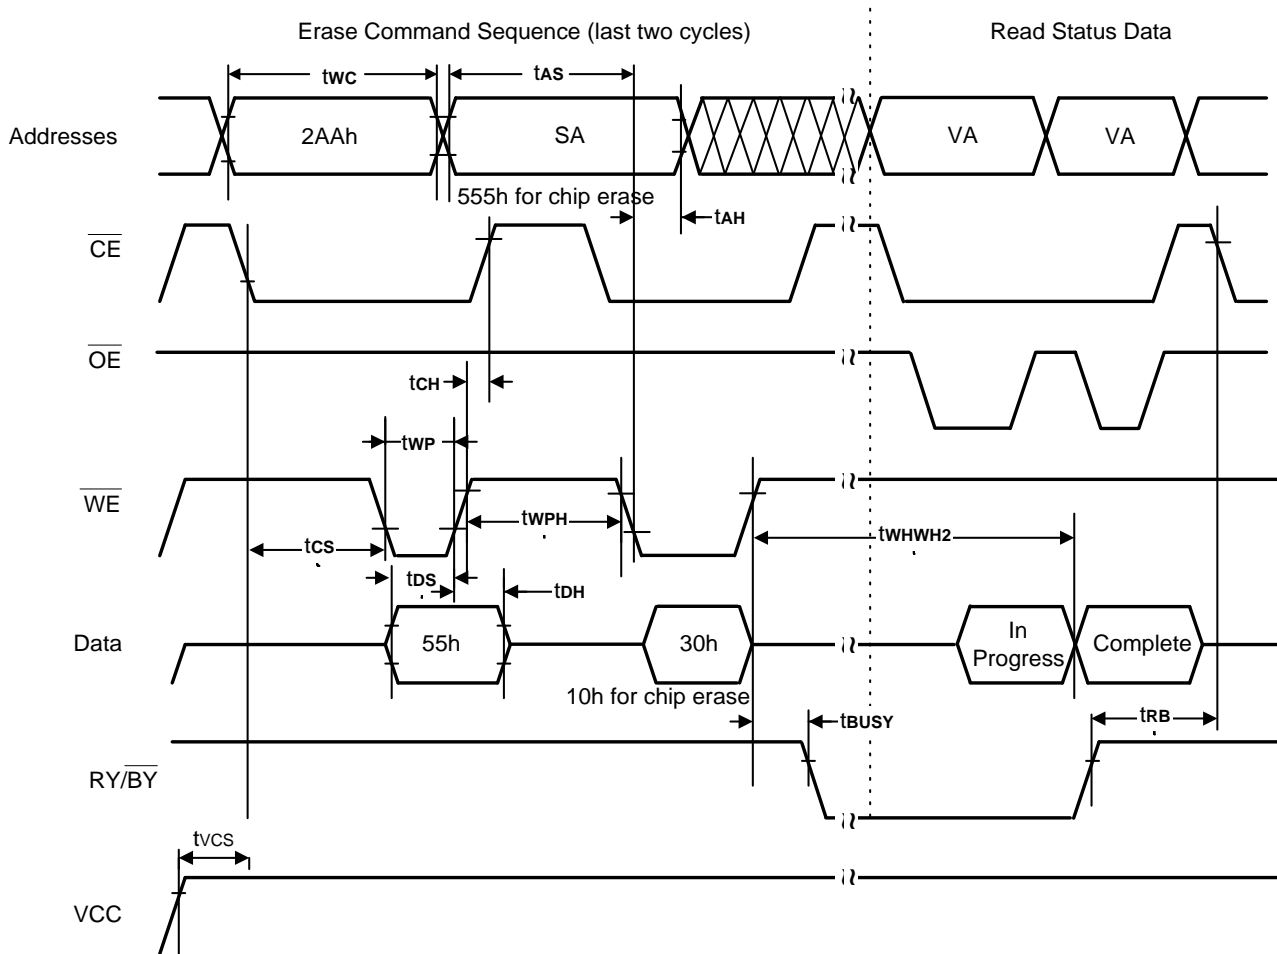 Erase Command Sequence (last two cycles) Read Status Data
tWC tAS
Addresses 2AAh SA VA VA
555h for chip erase
tAH
CE
OE
tCH
tWP
WE
tWPH
tCS tWHWH2
tDS
tDH
Data 55h 30h In Progress Complete
10h for chip erase
tBUSY tRB
RY/BY
tVCS
VCC